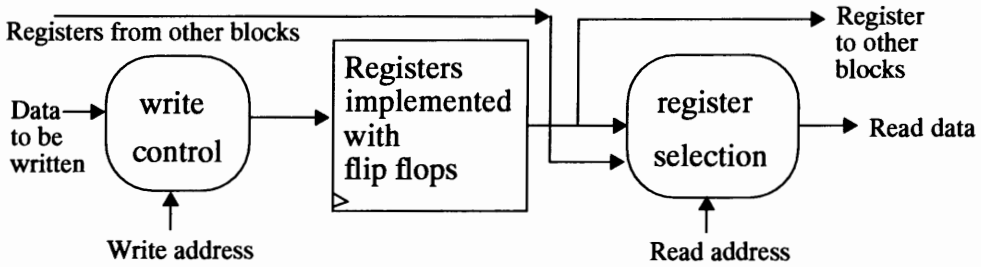 Registers from other blocks
Register
to other
blocks
Data
to be
written
write
control
Registers
implemented
with
flip flops
register
selection
Read data
Write address
Read address